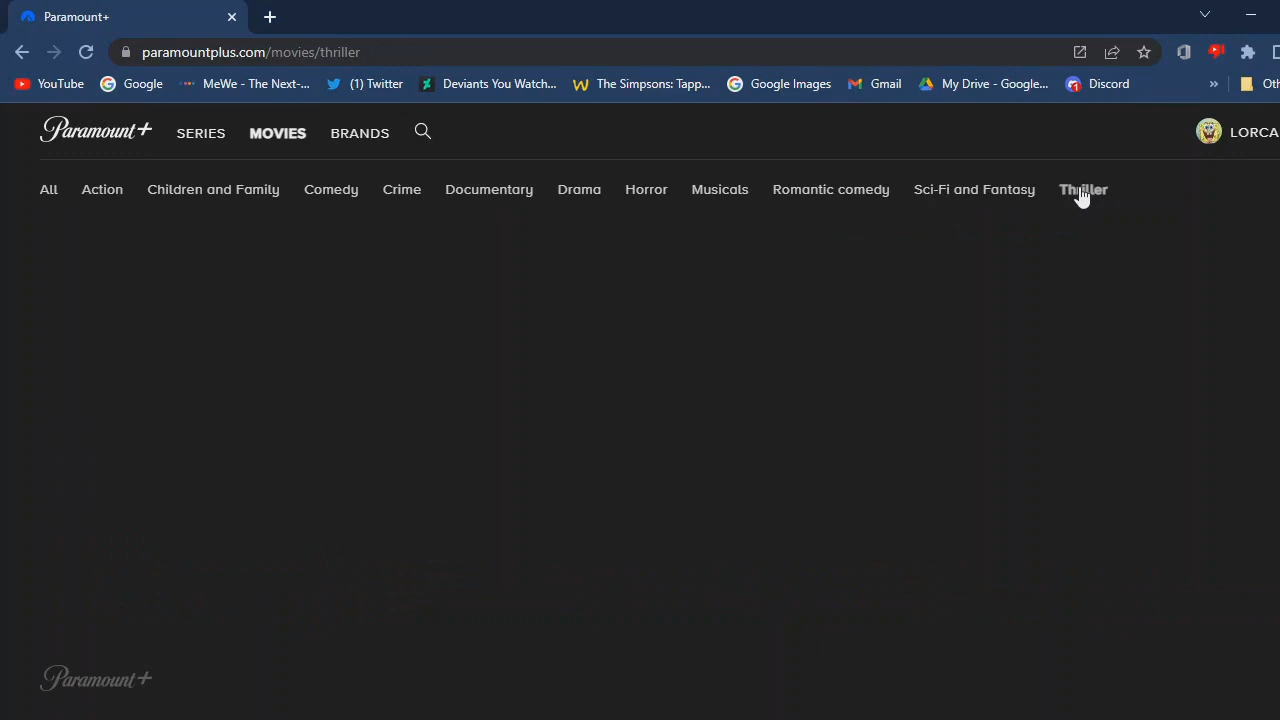 Paramount+
paramountplus.com/movies/thriller
YouTube Google MeWe - The Next-... (1) Twitter Deviants You Watch... The Simpsons: Tapp... Google Images Gmail My Drive - Google... Discord » Oth
Paramount+ SERIES MOVIES BRANDS LORCA
All Action Children and Family Comedy Crime Documentary Drama Horror Musicals Romantic comedy Sci-Fi and Fantasy Thriller
Paramount+